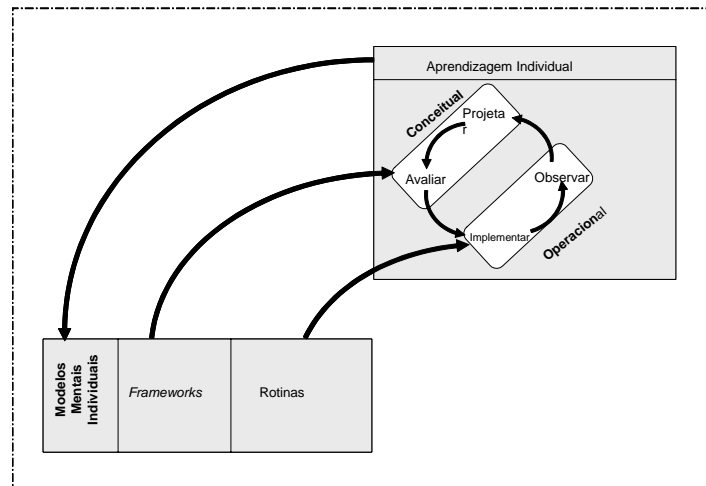 Aprendizagem Individual
Conceitual
Projeta
r
Avaliar
Observar
Implementar
Operacional
Modelos
Mentais
Individuais
Frameworks
Rotinas